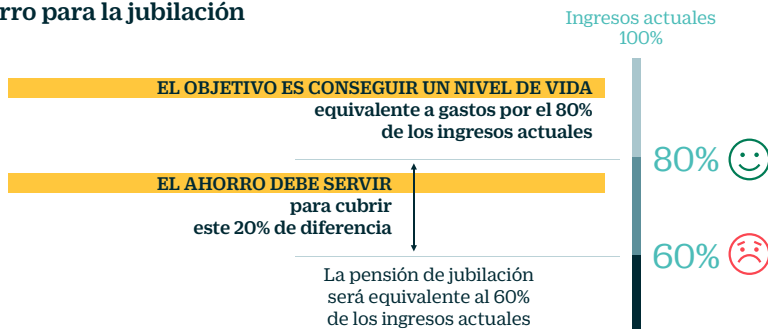 rro para la jubilación
Ingresos actuales
100%
EL OBJETIVO ES CONSEGUIR UN NIVEL DE VIDA
equivalente a gastos por el 80%
de los ingresos actuales
80%
EL AHORRO DEBE SERVIR
para cubrir
este 20% de diferencia
60%
La pensión de jubilación
será equivalente al 60%
de los ingresos actuales